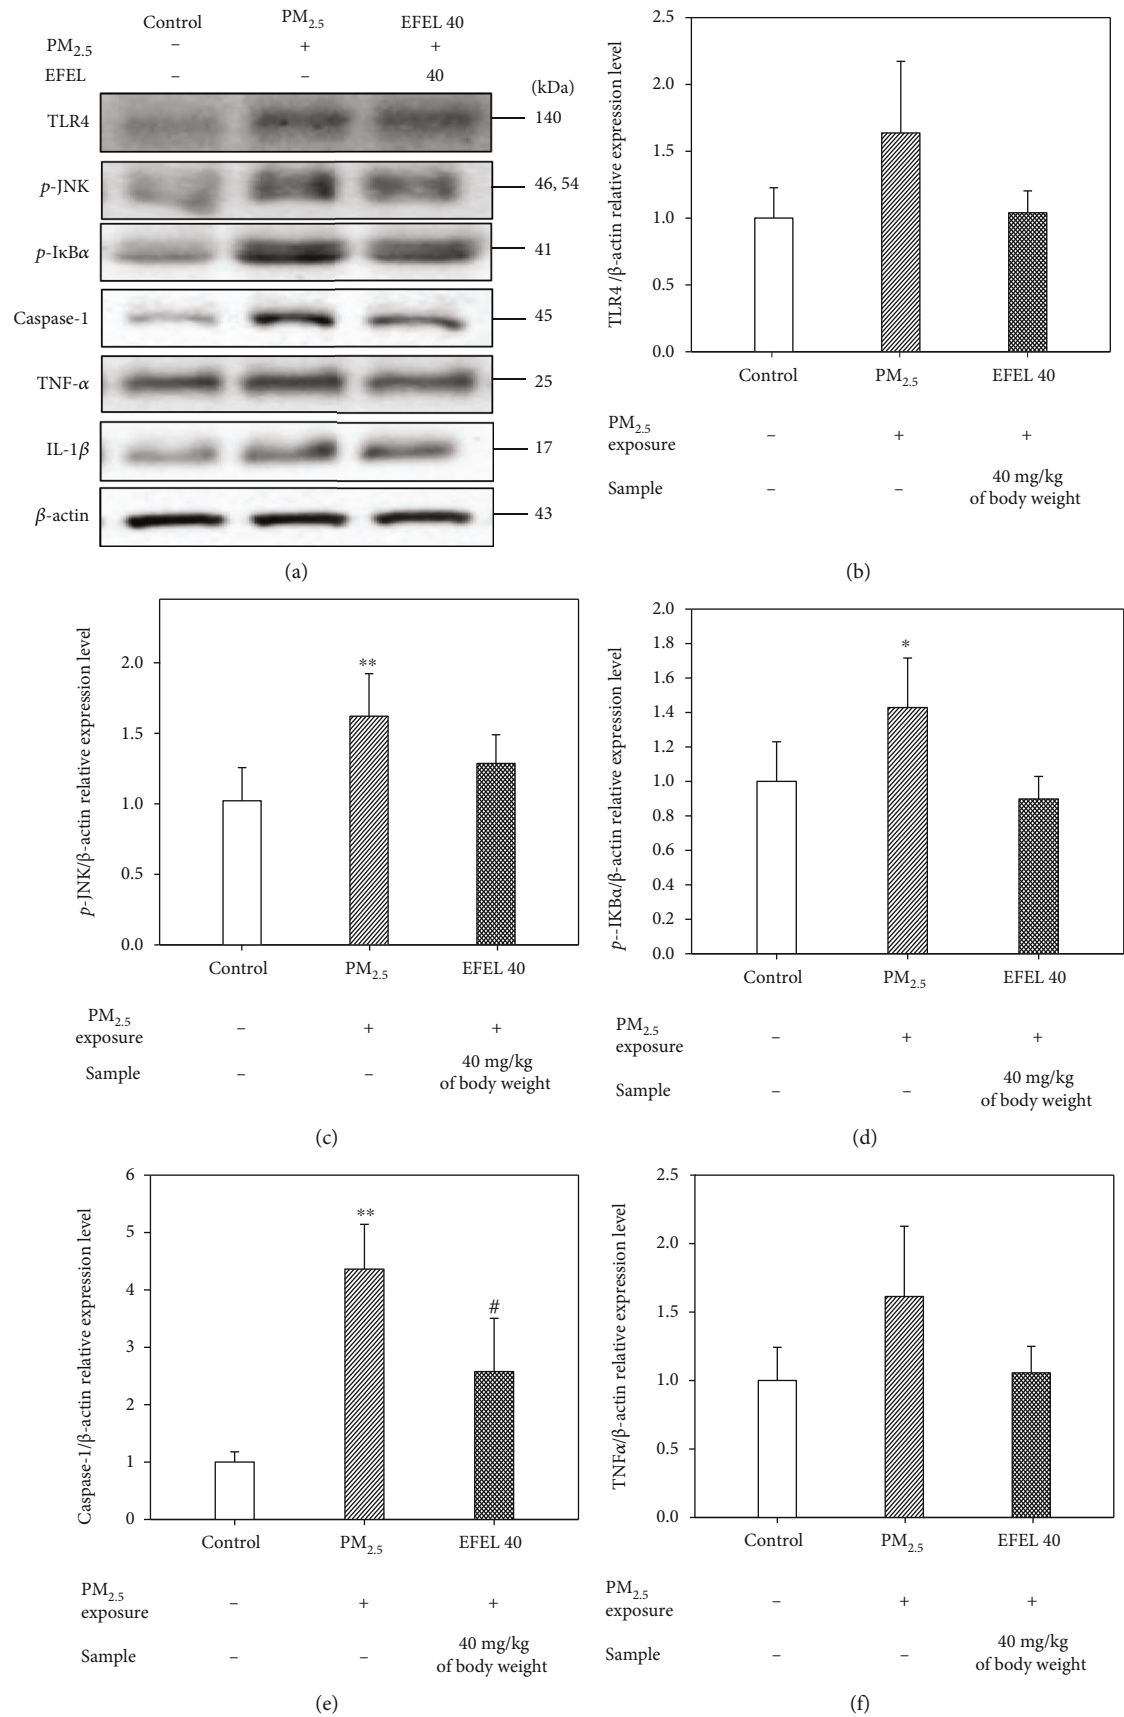 Control PM2.5 EFEL 40
PM2.5 – + +
EFEL – – 40
(kDa)
TLR4 140
p-JNK 46, 54
p-IκBα 41
Caspase-1 45
TNF-α 25
IL-1β 17
β-actin 43
(a)
TLR4 /β-actin relative expression level
2.5
2.0
1.5
1.0
0.5
0.0
Control PM2.5 EFEL 40
PM2.5
exposure – + +
Sample – – 40 mg/kg
of body weight
(b)
p-JNK/β-actin relative expression level
2.0
1.5
1.0
0.5
0.0
**
Control PM2.5 EFEL 40
PM2.5
exposure – + +
Sample – – 40 mg/kg
of body weight
(c)
p--IKBα/β-actin relative expression level
2.0
1.8
1.6
1.4
1.2
1.0
0.8
0.6
0.4
0.2
0.0
*
Control PM2.5 EFEL 40
PM2.5
exposure – + +
Sample – – 40 mg/kg
of body weight
(d)
Caspase-1/β-actin relative expression level
6
5
4
3
2
1
0
**
#
Control PM2.5 EFEL 40
PM2.5
exposure – + +
Sample – – 40 mg/kg
of body weight
(e)
TNFα/β-actin relative expression level
2.5
2.0
1.5
1.0
0.5
0.0
Control PM2.5 EFEL 40
PM2.5
exposure – + +
Sample – – 40 mg/kg
of body weight
(f)